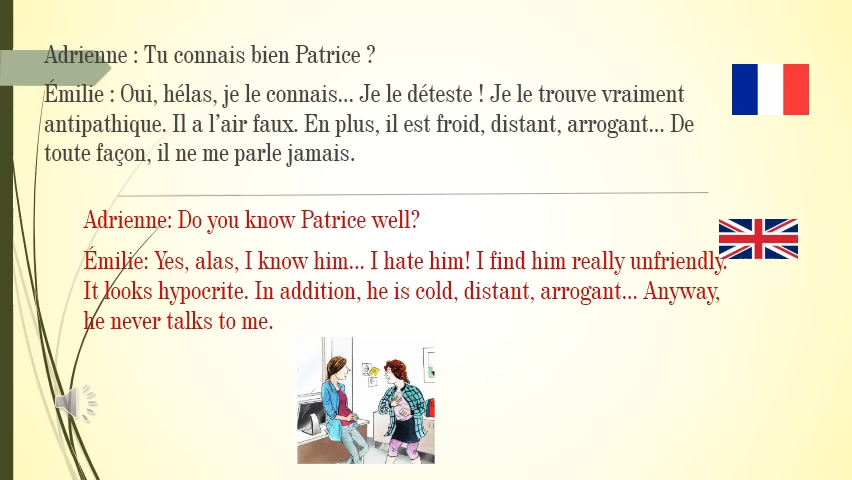 Adrienne : Tu connais bien Patrice ?
Émilie : Oui, hélas, je le connais... Je le déteste ! Je le trouve vraiment
antipathique. Il a l’air faux. En plus, il est froid, distant, arrogant... De
toute façon, il ne me parle jamais.
Adrienne: Do you know Patrice well?
Émilie: Yes, alas, I know him... I hate him! I find him really unfriendly.
It looks hypocrite. In addition, he is cold, distant, arrogant... Anyway,
he never talks to me.